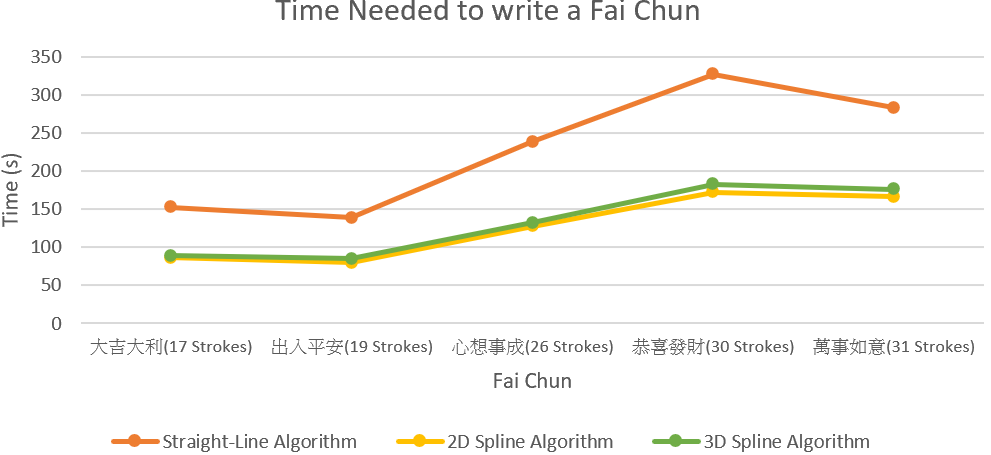 Time Needed to write a Fai Chun
350
300
250
200
150
100
50
0
Time (s)
大吉大利(17 Strokes) 出入平安(19 Strokes) 心想事成(26 Strokes) 恭喜發財(30 Strokes) 萬事如意(31 Strokes)
Fai Chun
Straight-Line Algorithm 2D Spline Algorithm 3D Spline Algorithm